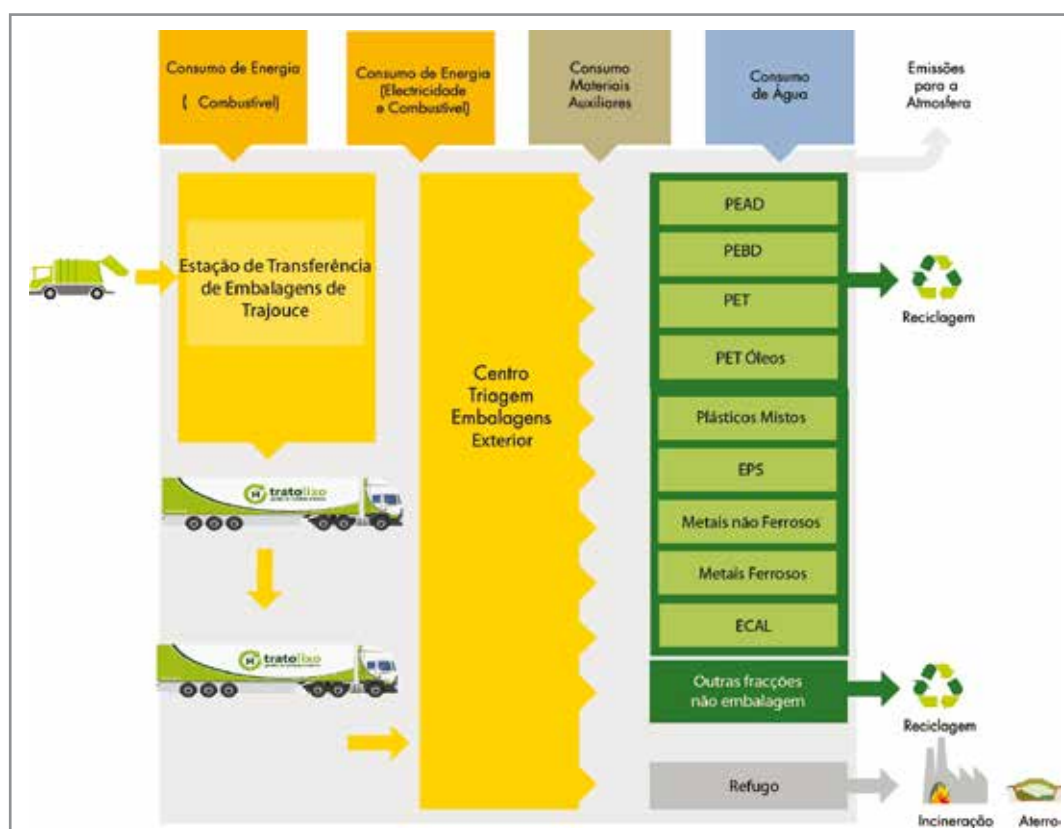 Consumo de Energia
( Combustível)
Consumo de Energia
(Electricidade
e Combustível)
Consumo
Materiais
Auxiliares
Consumo
de Água
Emissões
para a
Atmosfera
Estação de Transferência
de Embalagens de
Trajouce
tratolixo
tratolixo
Centro
Triagem
Embalagens
Exterior
PEAD
PEBD
PET
PET Óleos
Plásticos Mistos
EPS
Metais não Ferrosos
Metais Ferrosos
ECAL
Outras fracções
não embalagem
Refugo
Reciclagem
Reciclagem
Incineração
Aterro